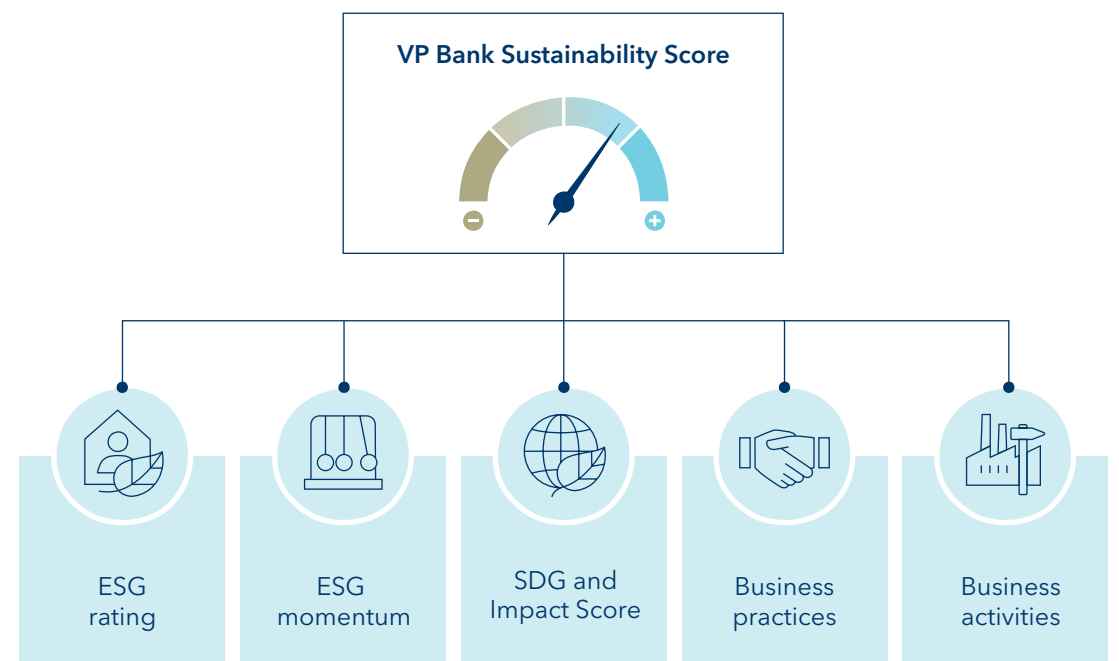 VP Bank Sustainability Score
ESG
rating
ESG
momentum
SDG and
Impact Score
Business
practices
Business
activities